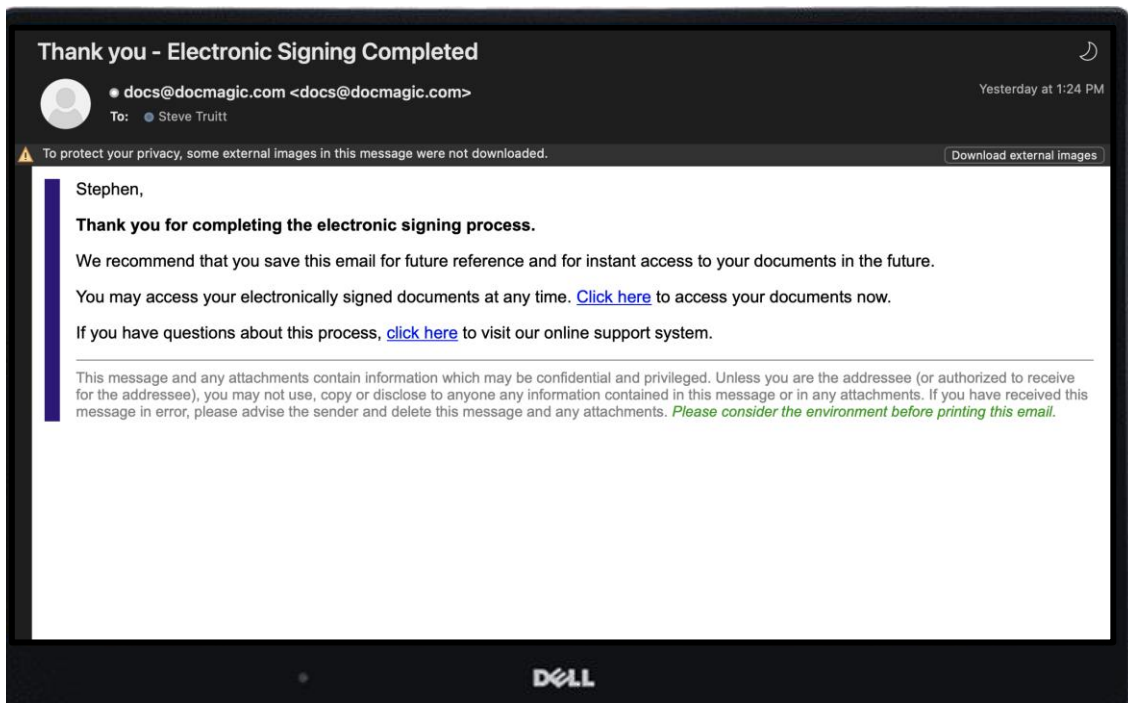 Thank you - Electronic Signing Completed
docs@docmagic.com <docs@docmagic.com>
Yesterday at 1:24 PM
To: Steve Truitt
To protect your privacy, some external images in this message were not downloaded.
Download external images
Stephen,
Thank you for completing the electronic signing process.
We recommend that you save this email for future reference and for instant access to your documents in the future.
You may access your electronically signed documents at any time. Click here to access your documents now.
If you have questions about this process, click here to visit our online support system.
This message and any attachments contain information which may be confidential and privileged. Unless you are the addressee (or authorized to receive
for the addressee), you may not use, copy or disclose to anyone any information contained in this message or in any attachments. If you have received this
message in error, please advise the sender and delete this message and any attachments. Please consider the environment before printing this email.
DELL